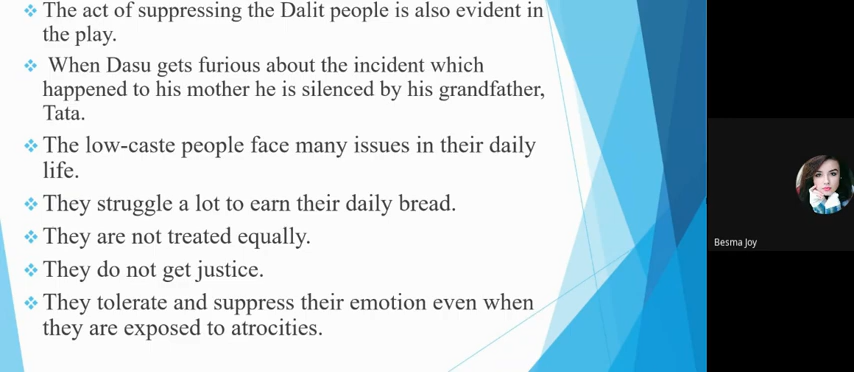 The act of suppressing the Dalit people is also evident in
the play.
When Dasu gets furious about the incident which
happened to his mother he is silenced by his grandfather,
Tata.
The low-caste people face many issues in their daily
life.
They struggle a lot to earn their daily bread.
They are not treated equally.
They do not get justice.
They tolerate and suppress their emotion even when
they are exposed to atrocities.
Besma Joy